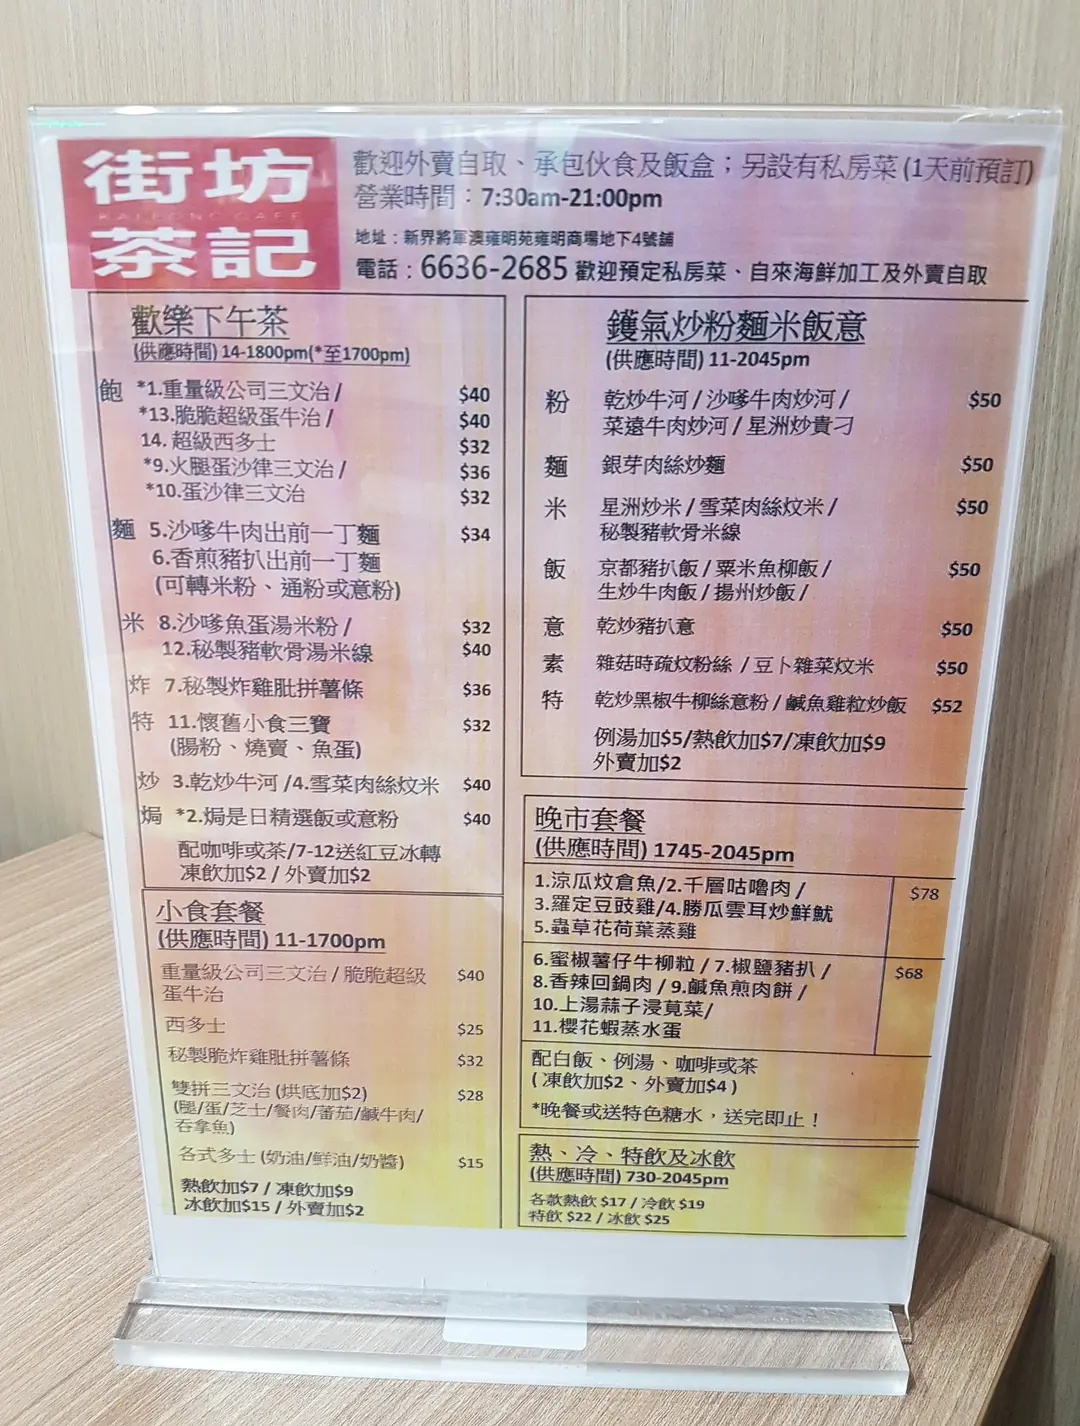 街坊
KAI FONG CAFE
茶記
歡迎外賣自取、承包伙食及飯盒；另設有私房菜 (1天前預訂)
營業時間：7:30am-21:00pm
地址：新界將軍澳雍明苑雍明商場地下4號舖
電話：6636-2685 歡迎預定私房菜、自來海鮮加工及外賣自取
歡樂下午茶
(供應時間) 14-1800pm(*至1700pm)
飽 *1.重量級公司三文治 / $40
*13.脆脆超級蛋牛治 / $40
14. 超級西多士 $32
*9.火腿蛋沙律三文治 / $36
*10.蛋沙律三文治 $32
麵 5.沙嗲牛肉出前一丁麵 $34
6.香煎豬扒出前一丁麵
(可轉米粉、通粉或意粉)
米 8.沙嗲魚蛋湯米粉 / $32
12.秘製豬軟骨湯米線 $40
炸 7.秘製炸雞肶拼薯條 $36
特 11.懷舊小食三寶 $32
(腸粉、燒賣、魚蛋)
炒 3.乾炒牛河 /4.雪菜肉絲炆米 $40
焗 *2.焗是日精選飯或意粉 $40
配咖啡或茶/7-12送紅豆冰轉
凍飲加$2 / 外賣加$2
小食套餐
(供應時間) 11-1700pm
重量級公司三文治 / 脆脆超級 $40
蛋牛治
西多士 $25
秘製脆炸雞肶拼薯條 $32
雙拼三文治 (烘底加$2) $28
(腿/蛋/芝士/餐肉/蕃茄/鹹牛肉/
吞拿魚)
各式多士 (奶油/鮮油/奶醬) $15
熱飲加$7 / 凍飲加$9
冰飲加$15 / 外賣加$2
鑊氣炒粉麵米飯意
(供應時間) 11-2045pm
粉 乾炒牛河 / 沙嗲牛肉炒河 / $50
菜遠牛肉炒河 / 星洲炒貴刁
麵 銀芽肉絲炒麵 $50
米 星洲炒米 / 雪菜肉絲炆米 / $50
秘製豬軟骨米線
飯 京都豬扒飯 / 粟米魚柳飯 / $50
生炒牛肉飯 / 揚州炒飯 /
意 乾炒豬扒意 $50
素 雜菇時疏炆粉絲 / 豆卜雜菜炆米 $50
特 乾炒黑椒牛柳絲意粉 / 鹹魚雞粒炒飯 $52
例湯加$5/熱飲加$7/凍飲加$9
外賣加$2
晚市套餐
(供應時間) 1745-2045pm
1.涼瓜炆倉魚/2.千層咕嚕肉 / $78
3.羅定豆豉雞/4.勝瓜雲耳炒鮮魷
5.蟲草花荷葉蒸雞
6.蜜椒薯仔牛柳粒 / 7.椒鹽豬扒 / $68
8.香辣回鍋肉 / 9.鹹魚煎肉餅 /
10.上湯蒜子浸莧菜/
11.櫻花蝦蒸水蛋
配白飯、例湯、咖啡或茶
( 凍飲加$2、外賣加$4 )
*晚餐或送特色糖水，送完即止！
熱、冷、特飲及冰飲
(供應時間) 730-2045pm
各款熱飲 $17 / 冷飲 $19
特飲 $22 / 冰飲 $25